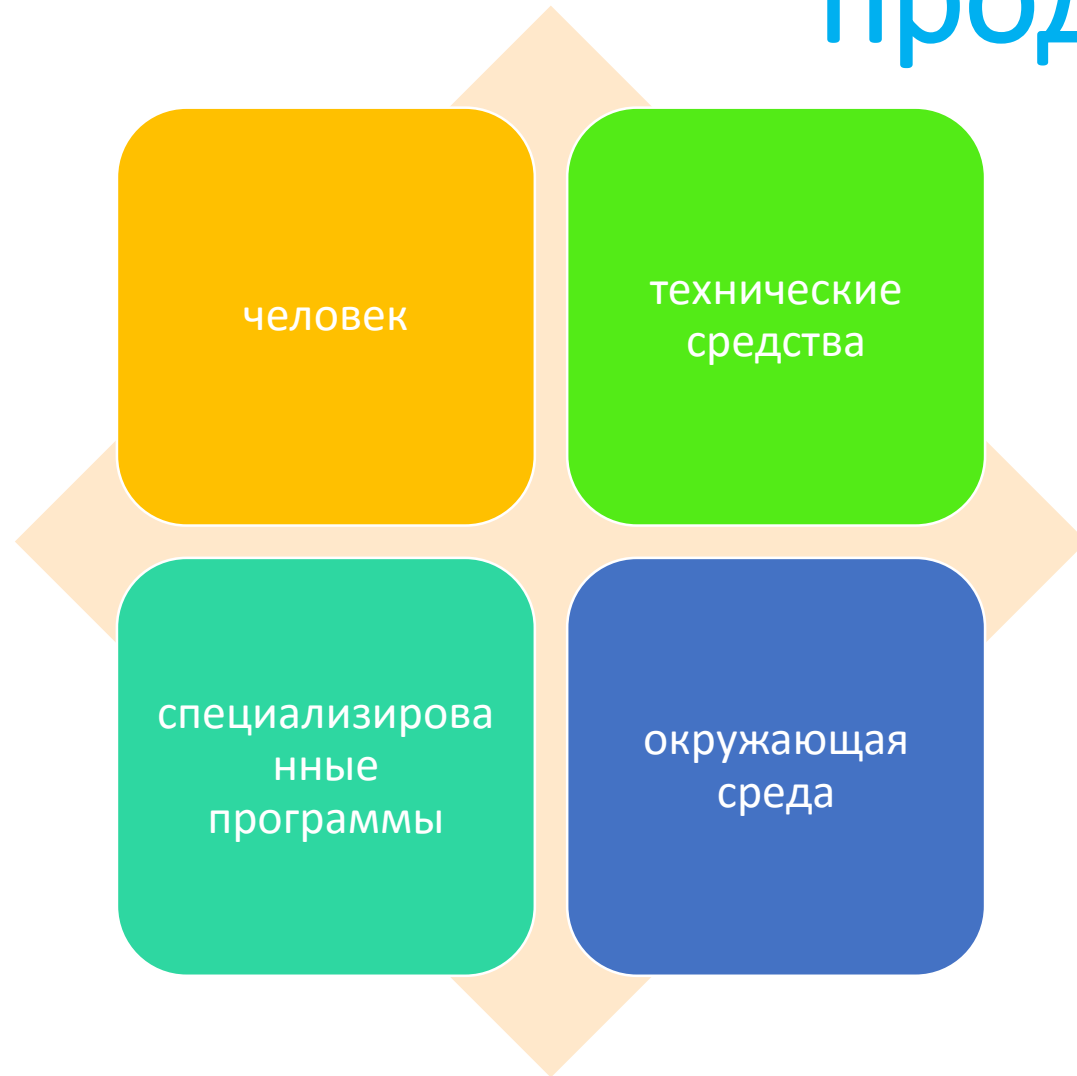 человек
технические
средства
специализирова
нные
программы
окружающая
среда